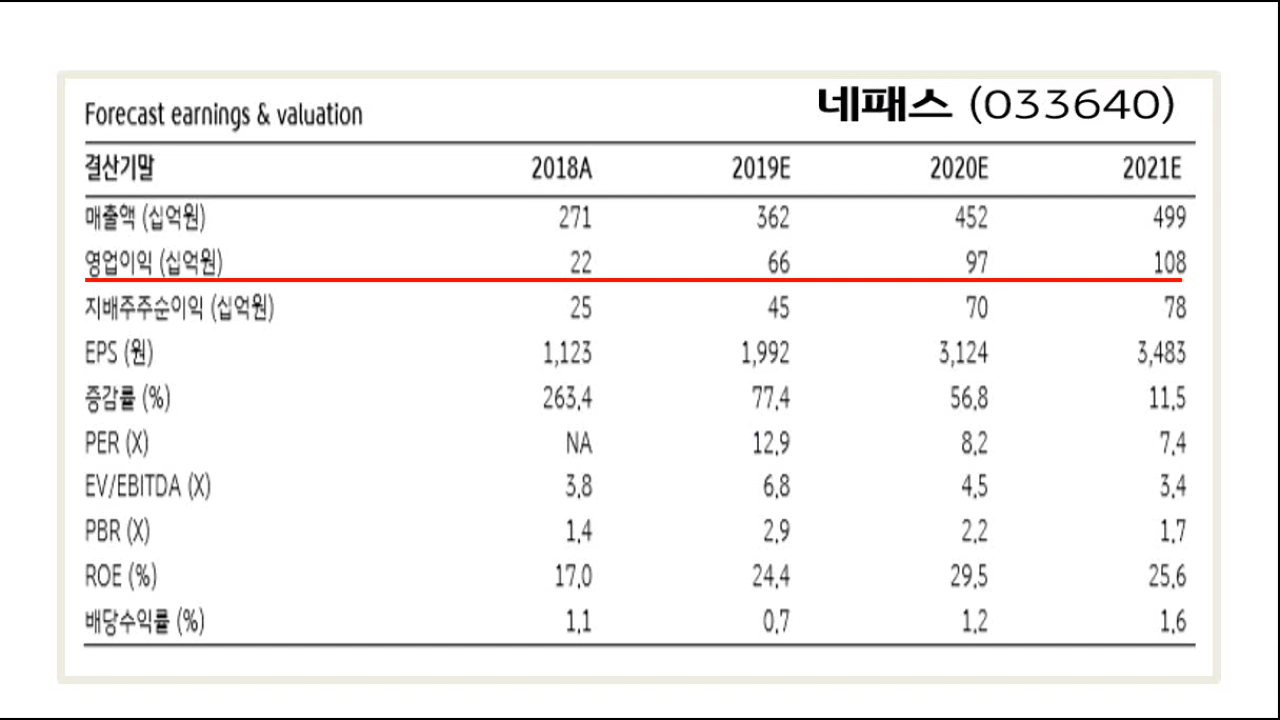 네패스 (033640)
Forecast earnings & valuation
결산기말 2018A 2019E 2020E 2021E
매출액 (십억원) 271 362 452 499
영업이익 (십억원) 22 66 97 108
지배주주순이익 (십억원) 25 45 70 78
EPS (원) 1,123 1,992 3,124 3,483
증감률 (%) 263.4 77.4 56.8 11.5
PER (X) NA 12.9 8.2 7.4
EV/EBITDA (X) 3.8 6.8 4.5 3.4
PBR (X) 1.4 2.9 2.2 1.7
ROE (%) 17.0 24.4 29.5 25.6
배당수익률 (%) 1.1 0.7 1.2 1.6